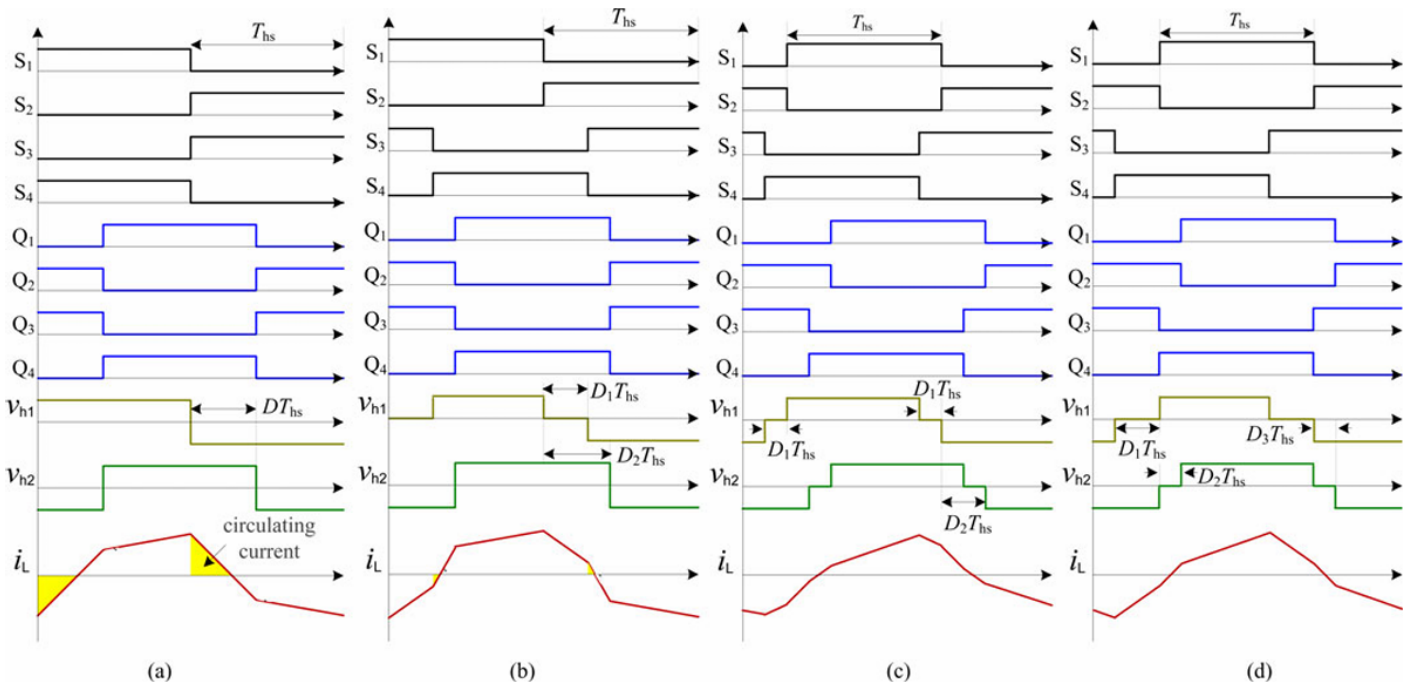 Ths
S1
S2
S3
S4
Q1
Q2
Q3
Q4
vh1
DThs
vh2
circulating
current
iL
(a)
Ths
S1
S2
S3
S4
Q1
Q2
Q3
Q4
vh1
D1Ths
D2Ths
vh2
iL
(b)
Ths
S1
S2
S3
S4
Q1
Q2
Q3
Q4
D1Ths
vh1
D1Ths
vh2
D2Ths
iL
(c)
Ths
S1
S2
S3
S4
Q1
Q2
Q3
Q4
vh1
D1Ths
D3Ths
vh2
D2Ths
iL
(d)